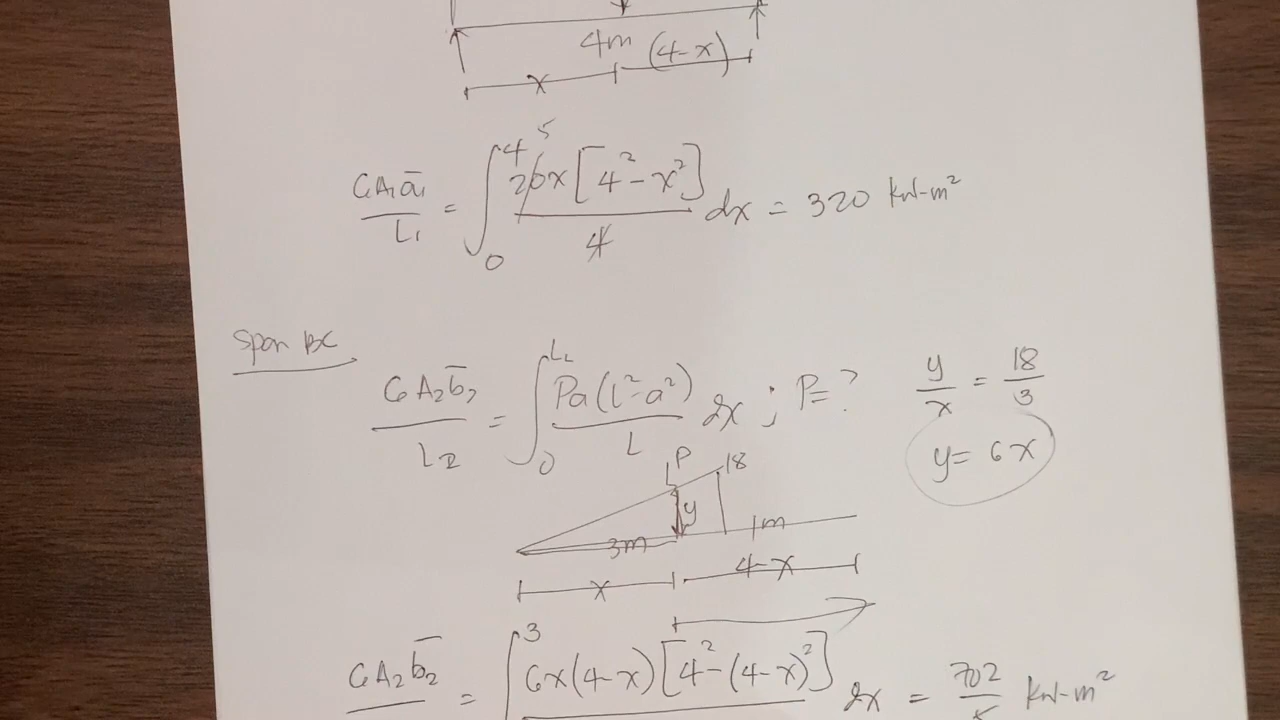 4m (4-x)
x
6A₁ā₁/L₁ = ∫₀⁴ 20x[4²-x²]/4 dx = 320 kN-m²
5
Span BC
6A₂b̄₂/L₂ = ∫₀^L₂ Pa(L²-a²)/L dx ; P=? y/x = 18/3
y = 6x
P 18
y
3m 1m
x 4-x
6A₂b̄₂ = ∫³ 6x(4-x)[4²-(4-x)²] dx = 702/5 kN-m²